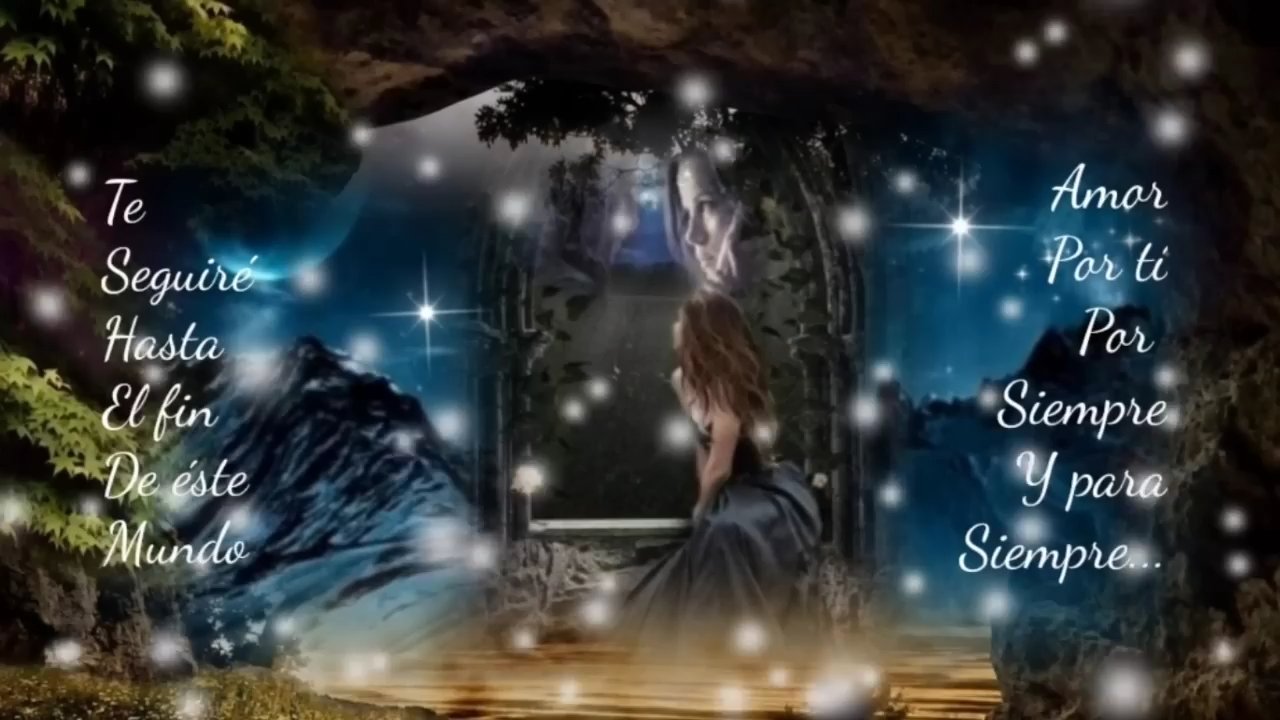 Te
Seguiré
Hasta
El fin
De éste
Mundo
Amor
Por ti
Por
Siempre
Y para
Siempre...